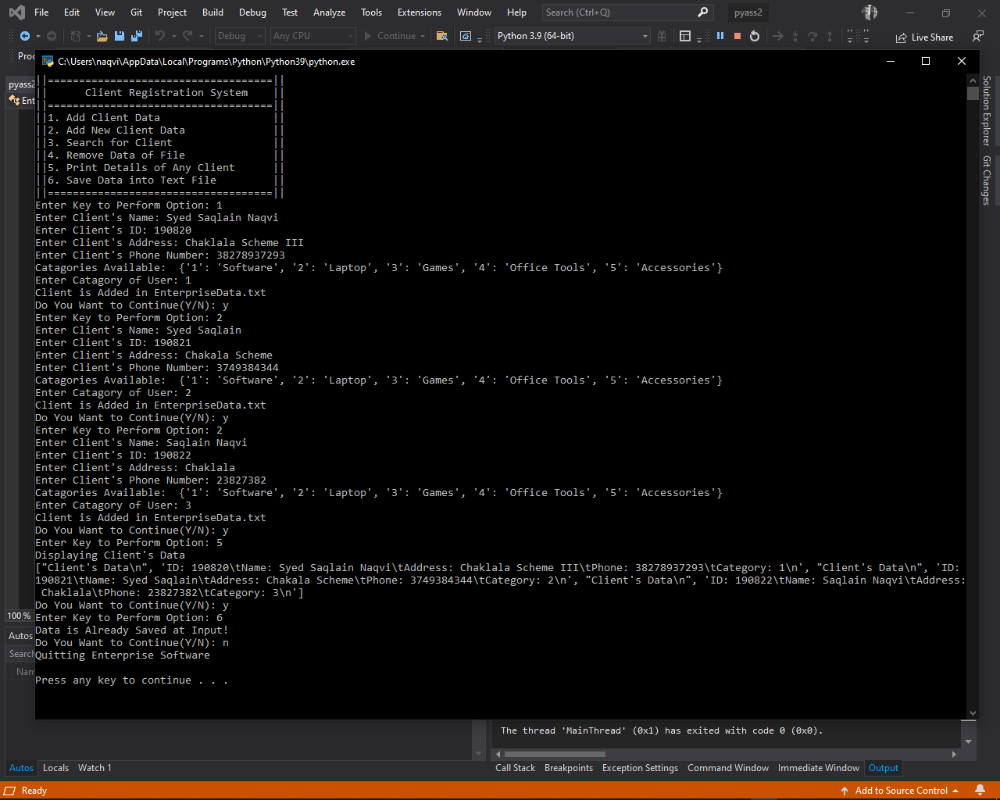 File Edit View Git Project Build Debug Test Analyze Tools Extensions Window Help Search (Ctrl+Q) pyass2
Debug Any CPU Continue Python 3.9 (64-bit) Live Share
Proc
C:\Users\naqvi\AppData\Local\Programs\Python\Python39\python.exe
pyass2
Ent
||====================================||
||      Client Registration System    ||
||====================================||
||1. Add Client Data                  ||
||2. Add New Client Data              ||
||3. Search for Client                ||
||4. Remove Data of File              ||
||5. Print Details of Any Client      ||
||6. Save Data into Text File         ||
||====================================||
Enter Key to Perform Option: 1
Enter Client's Name: Syed Saqlain Naqvi
Enter Client's ID: 190820
Enter Client's Address: Chaklala Scheme III
Enter Client's Phone Number: 38278937293
Catagories Available:  {'1': 'Software', '2': 'Laptop', '3': 'Games', '4': 'Office Tools', '5': 'Accessories'}
Enter Catagory of User: 1
Client is Added in EnterpriseData.txt
Do You Want to Continue(Y/N): y
Enter Key to Perform Option: 2
Enter Client's Name: Syed Saqlain
Enter Client's ID: 190821
Enter Client's Address: Chakala Scheme
Enter Client's Phone Number: 3749384344
Catagories Available:  {'1': 'Software', '2': 'Laptop', '3': 'Games', '4': 'Office Tools', '5': 'Accessories'}
Enter Catagory of User: 2
Client is Added in EnterpriseData.txt
Do You Want to Continue(Y/N): y
Enter Key to Perform Option: 2
Enter Client's Name: Saqlain Naqvi
Enter Client's ID: 190822
Enter Client's Address: Chaklala
Enter Client's Phone Number: 23827382
Catagories Available:  {'1': 'Software', '2': 'Laptop', '3': 'Games', '4': 'Office Tools', '5': 'Accessories'}
Enter Catagory of User: 3
Client is Added in EnterpriseData.txt
Do You Want to Continue(Y/N): y
Enter Key to Perform Option: 5
Displaying Client's Data
["Client's Data\n", 'ID: 190820\tName: Syed Saqlain Naqvi\tAddress: Chaklala Scheme III\tPhone: 38278937293\tCategory: 1\n', "Client's Data\n", 'ID:
190821\tName: Syed Saqlain\tAddress: Chakala Scheme\tPhone: 3749384344\tCategory: 2\n', "Client's Data\n", 'ID: 190822\tName: Saqlain Naqvi\tAddress:
 Chaklala\tPhone: 23827382\tCategory: 3\n']
Do You Want to Continue(Y/N): y
Enter Key to Perform Option: 6
Data is Already Saved at Input!
Do You Want to Continue(Y/N): n
Quitting Enterprise Software
Press any key to continue . . .
Solution Explorer
Git Changes
100 %
Autos
Search
Nam
The thread 'MainThread' (0x1) has exited with code 0 (0x0).
Autos Locals Watch 1
Call Stack Breakpoints Exception Settings Command Window Immediate Window Output
Ready
Add to Source Control